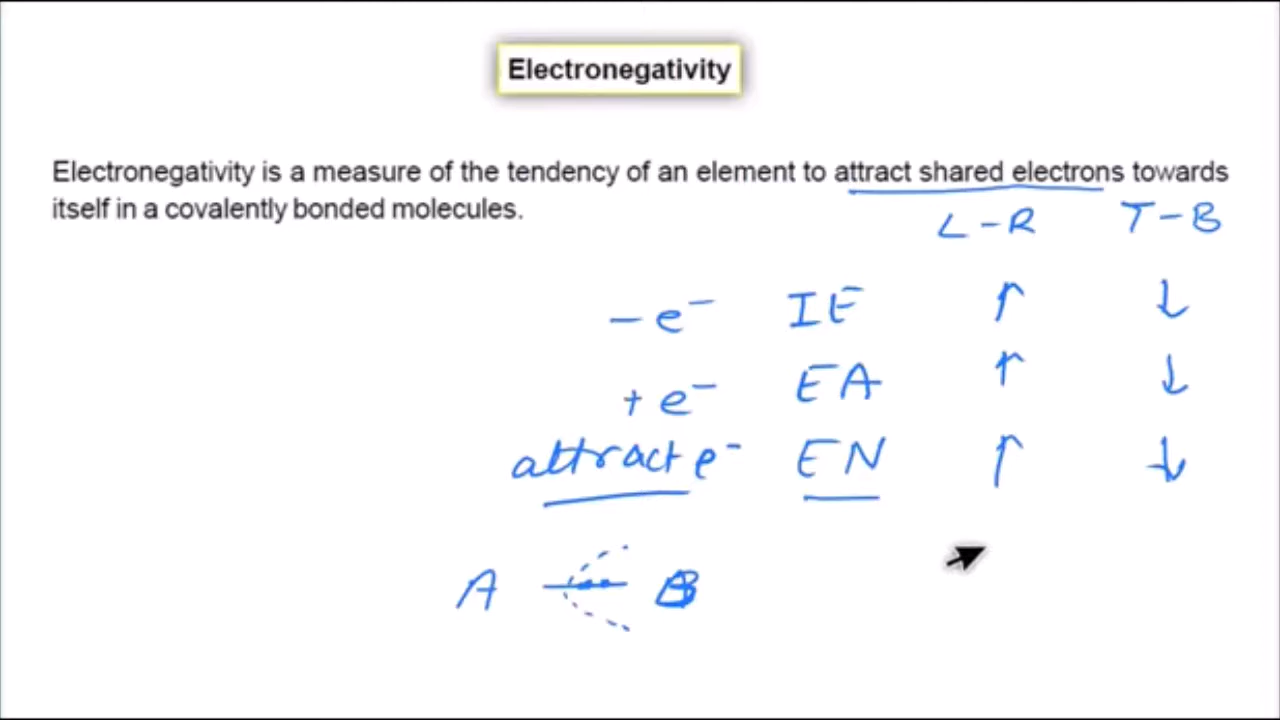 Electronegativity
Electronegativity is a measure of the tendency of an element to attract shared electrons towards
itself in a covalently bonded molecules.
L-R T-B
-e⁻ IE ↑ ↓
+e⁻ EA ↑ ↓
attract e⁻ EN ↑ ↓
A — B